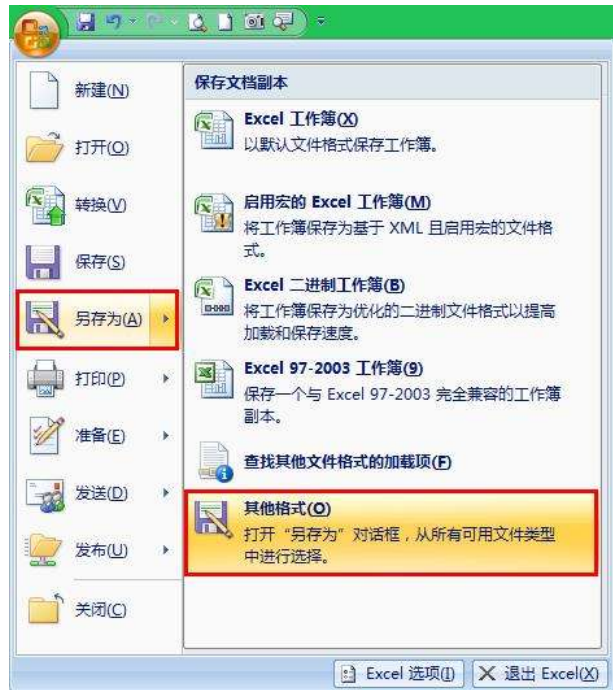 新建(N)
打开(O)
转换(V)
保存(S)
另存为(A)
打印(P)
准备(E)
发送(D)
发布(U)
关闭(C)
保存文档副本
Excel 工作簿(X)
以默认文件格式保存工作簿。
启用宏的 Excel 工作簿(M)
将工作簿保存为基于 XML 且启用宏的文件格
式。
Excel 二进制工作簿(B)
将工作簿保存为优化的二进制文件格式以提高
加载和保存速度。
Excel 97-2003 工作簿(9)
保存一个与 Excel 97-2003 完全兼容的工作簿
副本。
查找其他文件格式的加载项(F)
其他格式(O)
打开“另存为”对话框，从所有可用文件类型
中进行选择。
Excel 选项(I)
退出 Excel(X)